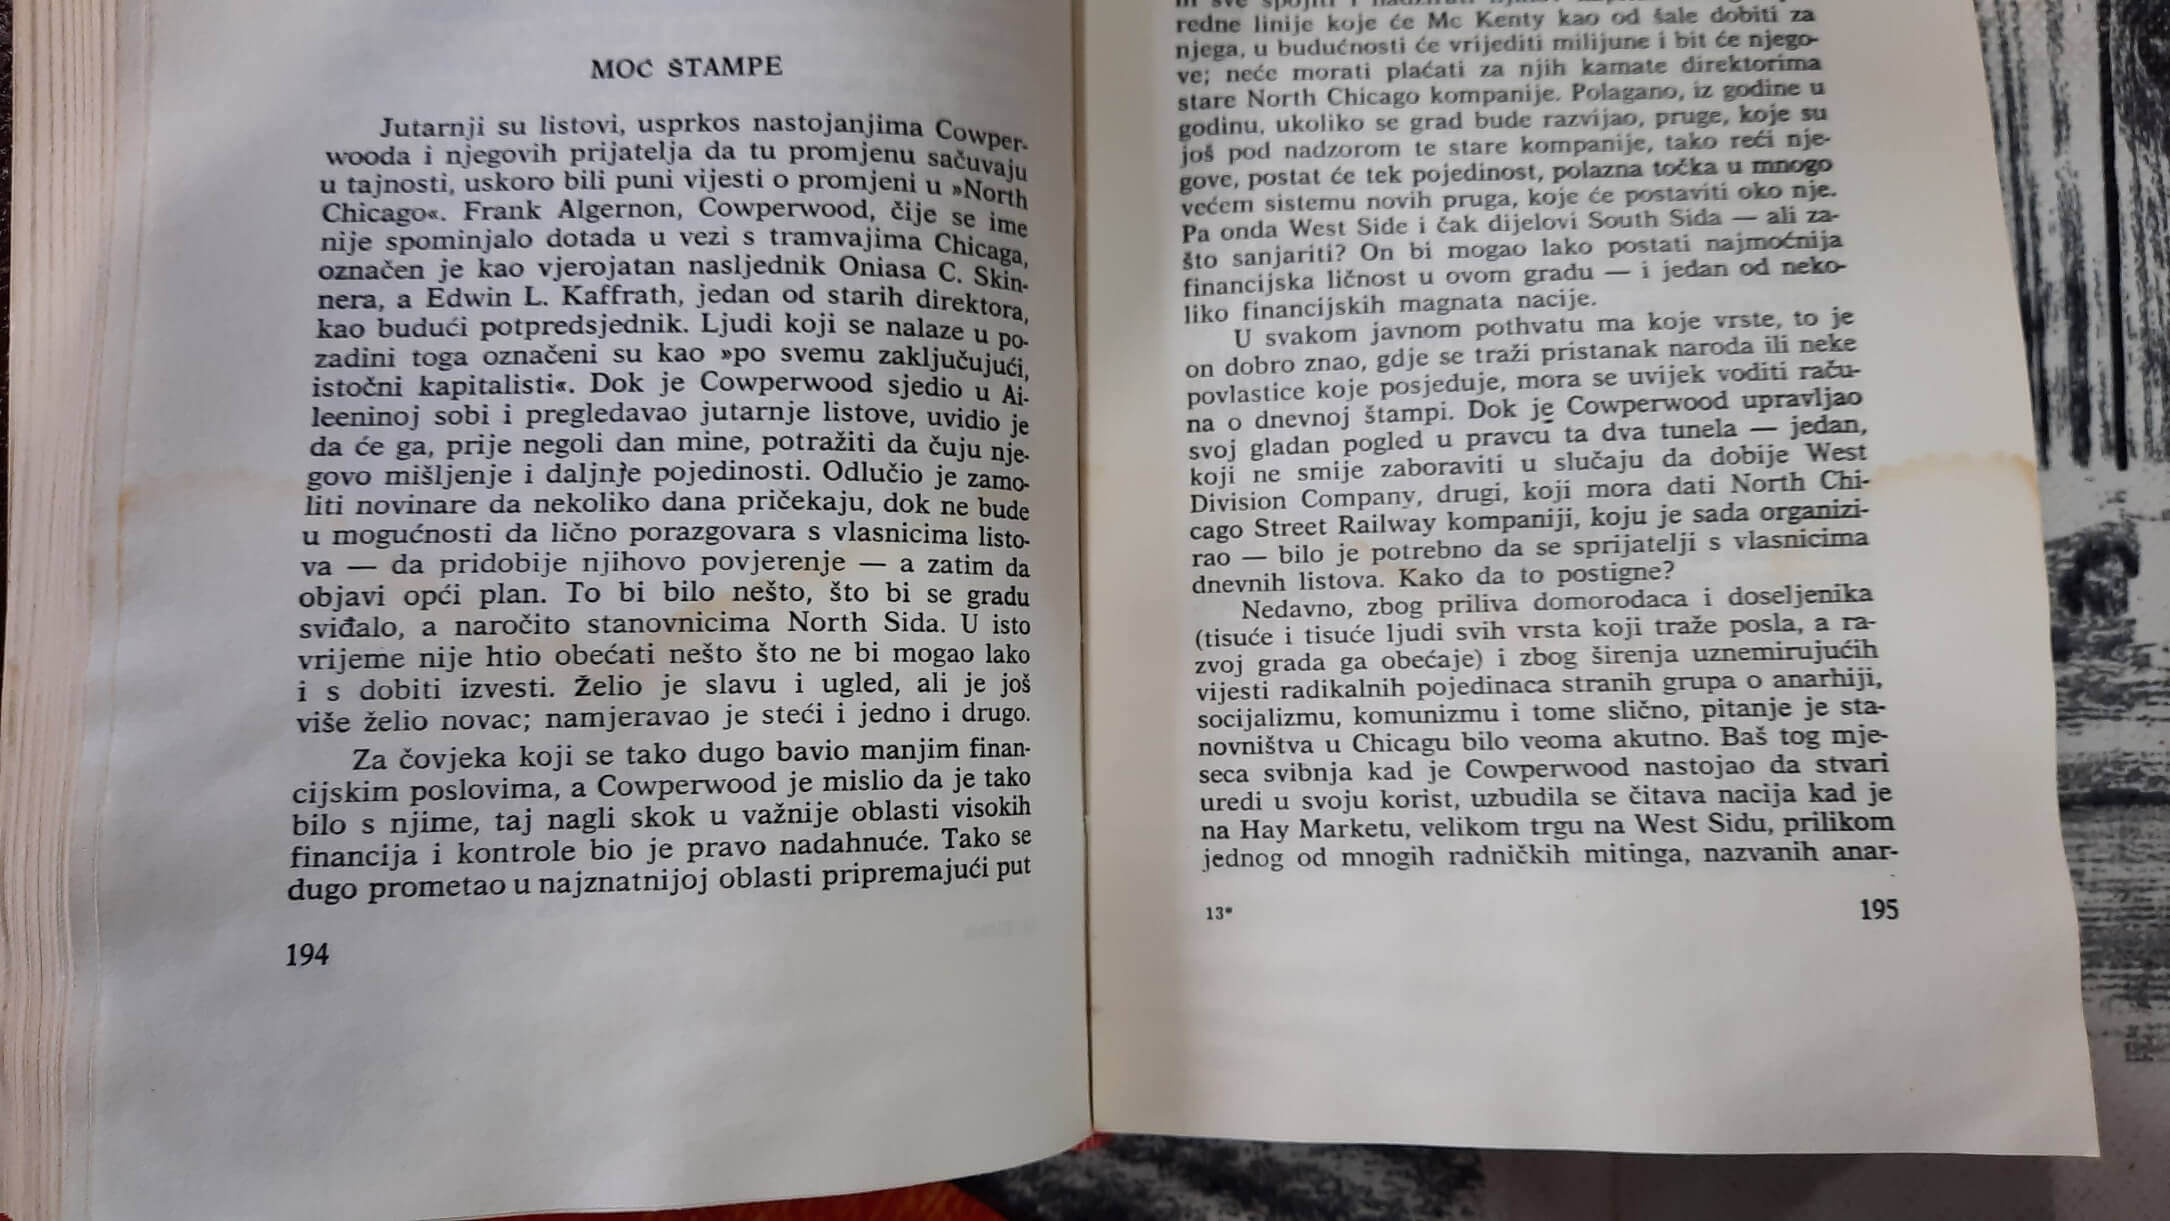 MOĆ ŠTAMPE
Jutarnji su listovi, usprkos nastojanjima Cowper-
wooda i njegovih prijatelja da tu promjenu sačuvaju
u tajnosti, uskoro bili puni vijesti o promjeni u »North
Chicago«. Frank Algernon, Cowperwood, čije se ime
nije spominjalo dotada u vezi s tramvajima Chicaga,
označen je kao vjerojatan nasljednik Oniasa C. Skin-
nera, a Edwin L. Kaffrath, jedan od starih direktora,
kao budući potpredsjednik. Ljudi koji se nalaze u po-
zadini toga označeni su kao »po svemu zaključujući,
istočni kapitalisti«. Dok je Cowperwood sjedio u Ai-
leeninoj sobi i pregledavao jutarnje listove, uvidio je
da će ga, prije negoli dan mine, potražiti da čuju nje-
govo mišljenje i daljnje pojedinosti. Odlučio je zamo-
liti novinare da nekoliko dana pričekaju, dok ne bude
u mogućnosti da lično porazgovara s vlasnicima listo-
va — da pridobije njihovo povjerenje — a zatim da
objavi opći plan. To bi bilo nešto, što bi se gradu
sviđalo, a naročito stanovnicima North Sida. U isto
vrijeme nije htio obećati nešto što ne bi mogao lako
i s dobiti izvesti. Želio je slavu i ugled, ali je još
više želio novac; namjeravao je steći i jedno i drugo.
Za čovjeka koji se tako dugo bavio manjim finan-
cijskim poslovima, a Cowperwood je mislio da je tako
bilo s njime, taj nagli skok u važnije oblasti visokih
financija i kontrole bio je pravo nadahnuće. Tako se
dugo prometao u najznatnijoj oblasti pripremajući put
194
redne linije koje će Mc Kenty kao od šale dobiti za
njega, u budućnosti će vrijediti milijune i bit će njego-
ve; neće morati plaćati za njih kamate direktorima
stare North Chicago kompanije. Polagano, iz godine u
godinu, ukoliko se grad bude razvijao, pruge, koje su
još pod nadzorom te stare kompanije, tako reći nje-
gove, postat će tek pojedinost, polazna točka u mnogo
većem sistemu novih pruga, koje će postaviti oko nje.
Pa onda West Side i čak dijelovi South Sida — ali za-
što sanjariti? On bi mogao lako postati najmoćnija
financijska ličnost u ovom gradu — i jedan od neko-
liko financijskih magnata nacije.
U svakom javnom pothvatu ma koje vrste, to je
on dobro znao, gdje se traži pristanak naroda ili neke
povlastice koje posjeduje, mora se uvijek voditi raču-
na o dnevnoj štampi. Dok je Cowperwood upravljao
svoj gladan pogled u pravcu ta dva tunela — jedan,
koji ne smije zaboraviti u slučaju da dobije West
Division Company, drugi, koji mora dati North Chi-
cago Street Railway kompaniji, koju je sada organizi-
rao — bilo je potrebno da se sprijatelji s vlasnicima
dnevnih listova. Kako da to postigne?
Nedavno, zbog priliva domorodaca i doseljenika
(tisuće i tisuće ljudi svih vrsta koji traže posla, a ra-
zvoj grada ga obećaje) i zbog širenja uznemirujućih
vijesti radikalnih pojedinaca stranih grupa o anarhiji,
socijalizmu, komunizmu i tome slično, pitanje je sta-
novništva u Chicagu bilo veoma akutno. Baš tog mje-
seca svibnja kad je Cowperwood nastojao da stvari
uredi u svoju korist, uzbudila se čitava nacija kad je
na Hay Marketu, velikom trgu na West Sidu, prilikom
jednog od mnogih radničkih mitinga, nazvanih anar-
13*
195